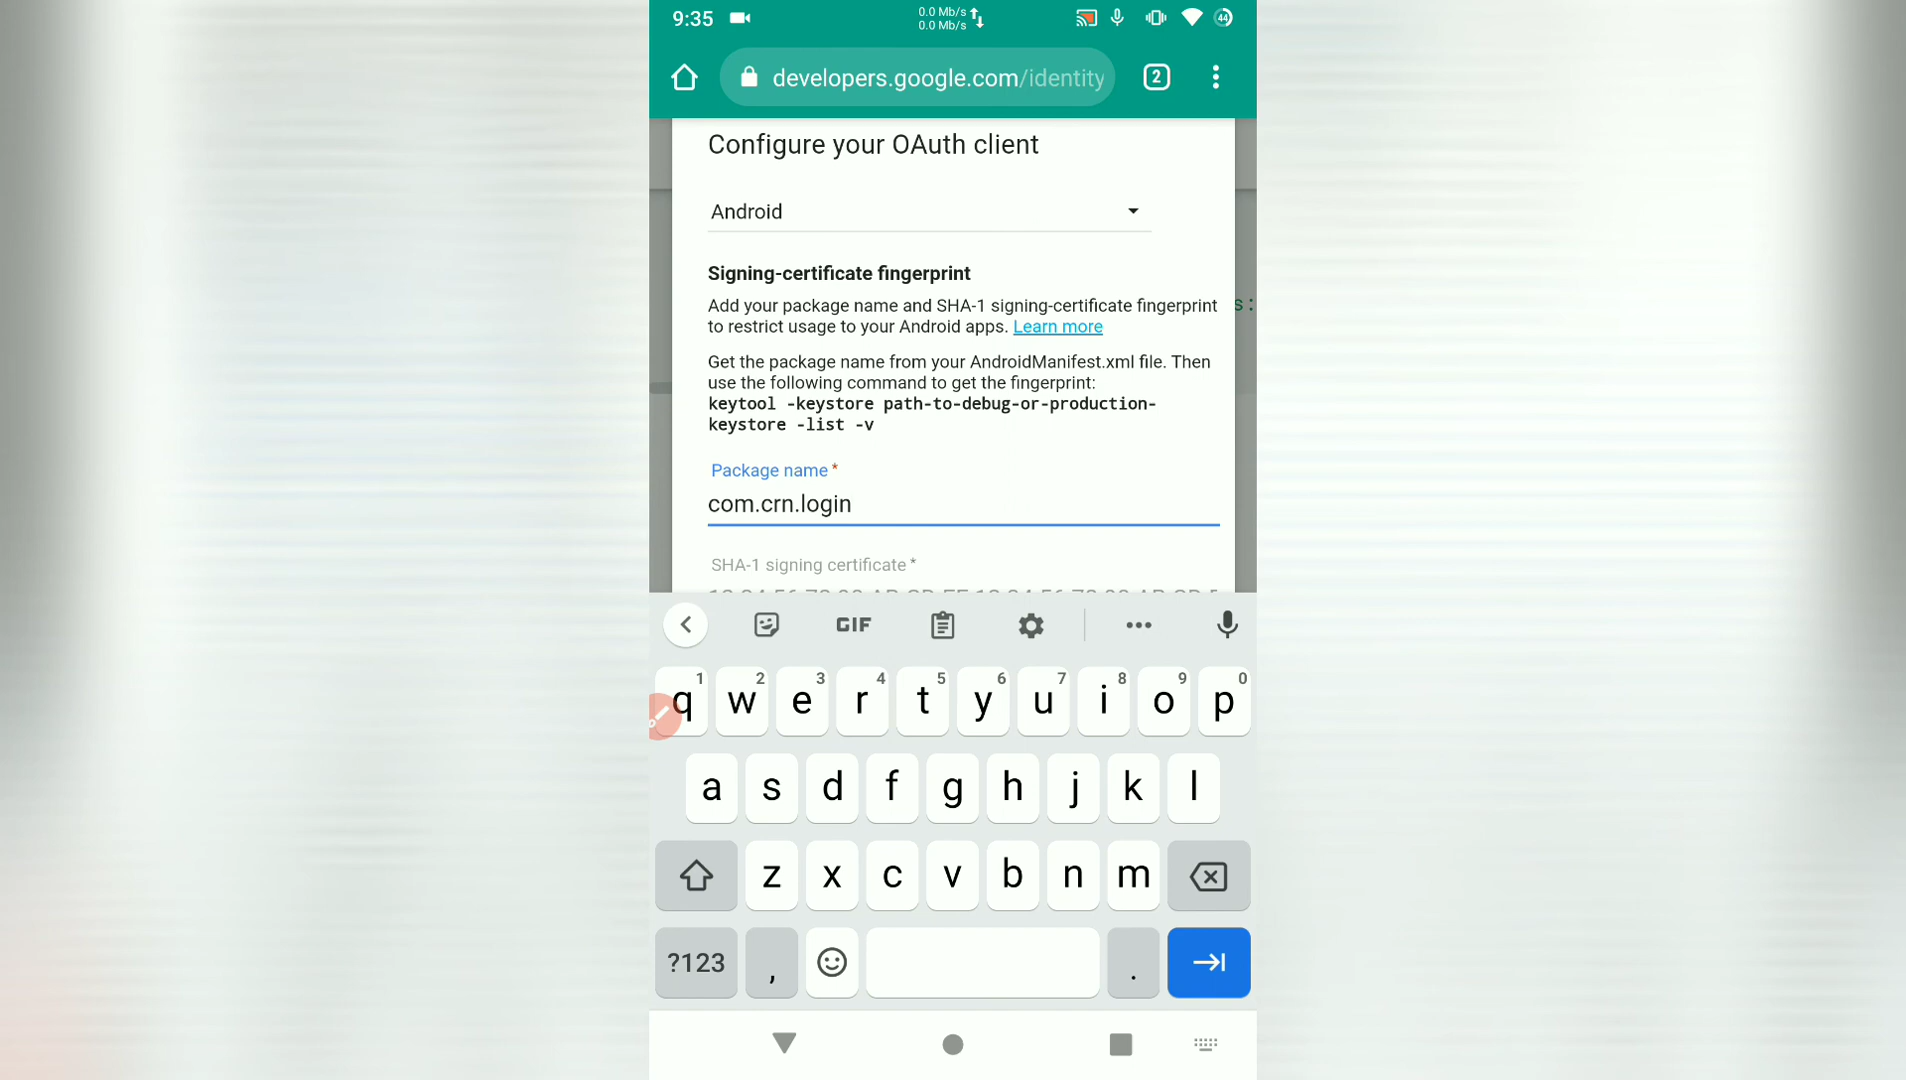 9:35
0.0 Mb/s
0.0 Mb/s
44
developers.google.com/identity
2
Configure your OAuth client
Android
Signing-certificate fingerprint
Add your package name and SHA-1 signing-certificate fingerprint
to restrict usage to your Android apps. Learn more
s:
Get the package name from your AndroidManifest.xml file. Then
use the following command to get the fingerprint:
keytool -keystore path-to-debug-or-production-
keystore -list -v
Package name *
com.crn.login
SHA-1 signing certificate *
GIF
1 2 3 4 5 6 7 8 9 0
q w e r t y u i o p
a s d f g h j k l
z x c v b n m
?123 , .